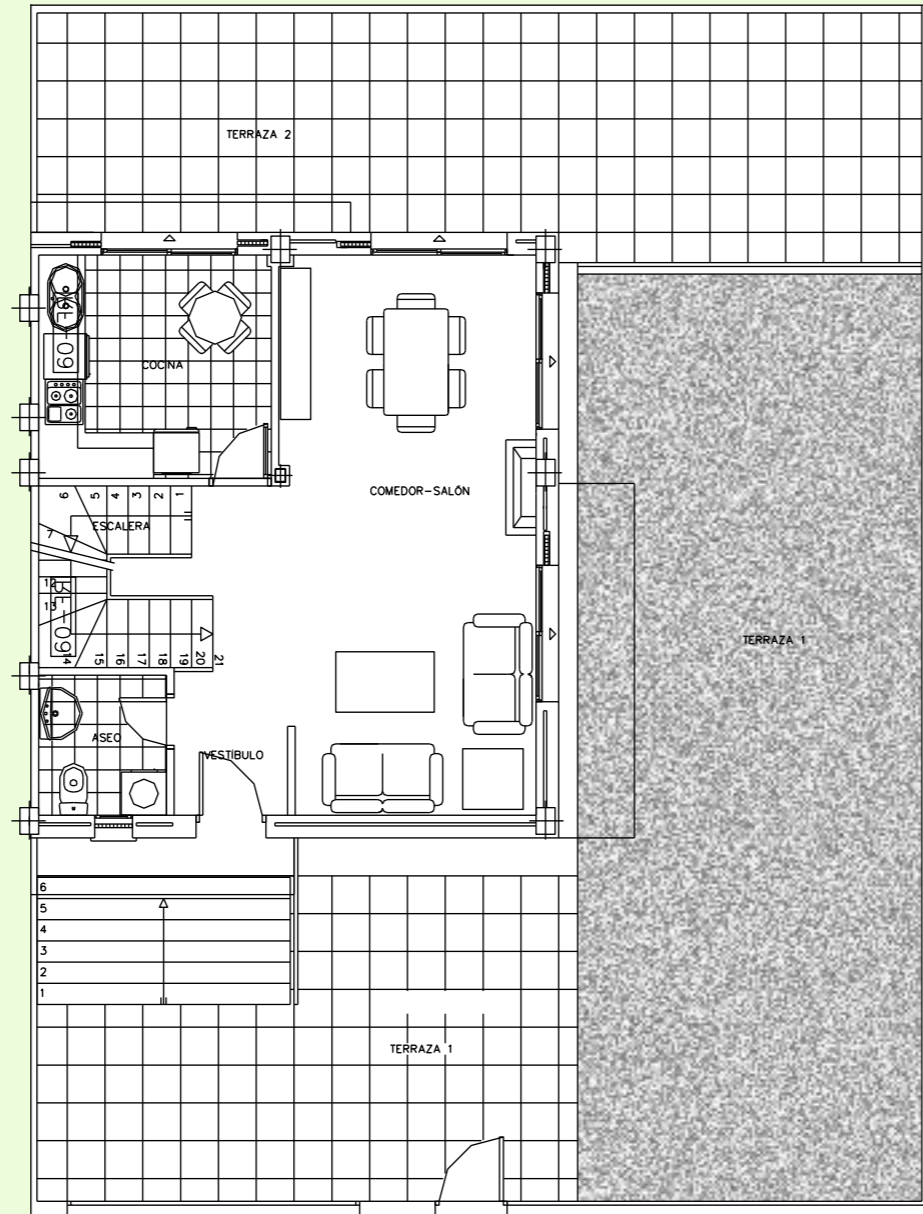 TERRAZA 2
COCINA
COMEDOR-SALÓN
6 5 4 3 2 1
ESCALERA
7
12
13
14 15 16 17 18 19 20 21
TERRAZA 1
ASEO
VESTÍBULO
6
5
4
3
2
1
TERRAZA 1